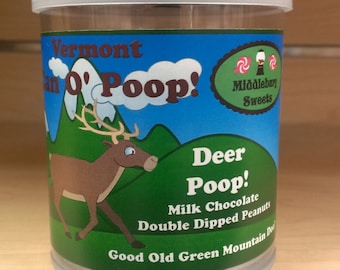 Vermont
O' Poop!
Middlebury
Sweets
Deer
Poop!
Milk Chocolate
Double Dipped Peanuts
Good Old Green Mountain